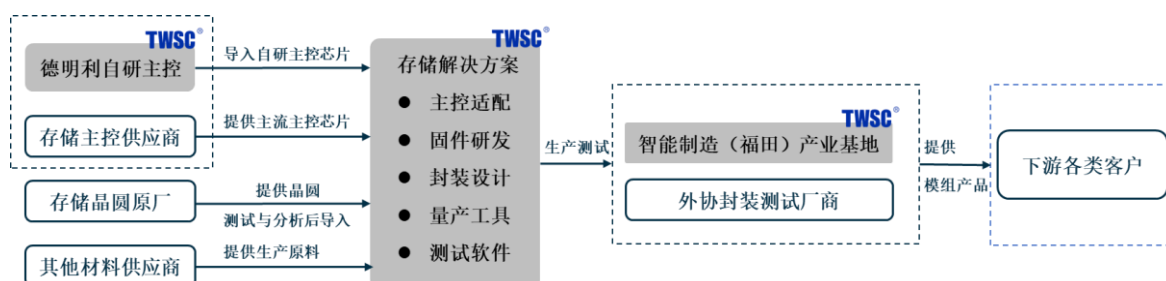 TWSC®
德明利自研主控
导入自研主控芯片
存储主控供应商
提供主流主控芯片
存储晶圆原厂
提供晶圆
测试与分析后导入
其他材料供应商
提供生产原料
TWSC®
存储解决方案
● 主控适配
● 固件研发
● 封装设计
● 量产工具
● 测试软件
生产测试
TWSC®
智能制造（福田）产业基地
外协封装测试厂商
提供
模组产品
下游各类客户